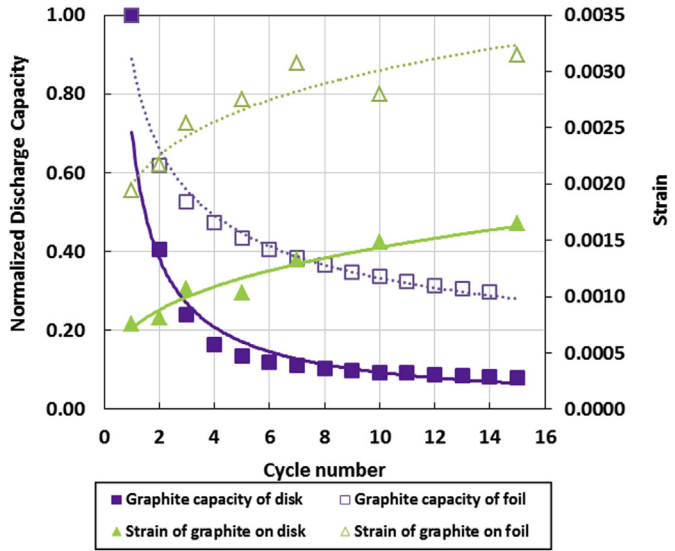 1.00
0.80
0.60
0.40
0.20
0.00
Normalized Discharge Capacity
0.0035
0.0030
0.0025
0.0020
0.0015
0.0010
0.0005
0.0000
Strain
0 2 4 6 8 10 12 14 16
Cycle number
Graphite capacity of disk Graphite capacity of foil
Strain of graphite on disk Strain of graphite on foil